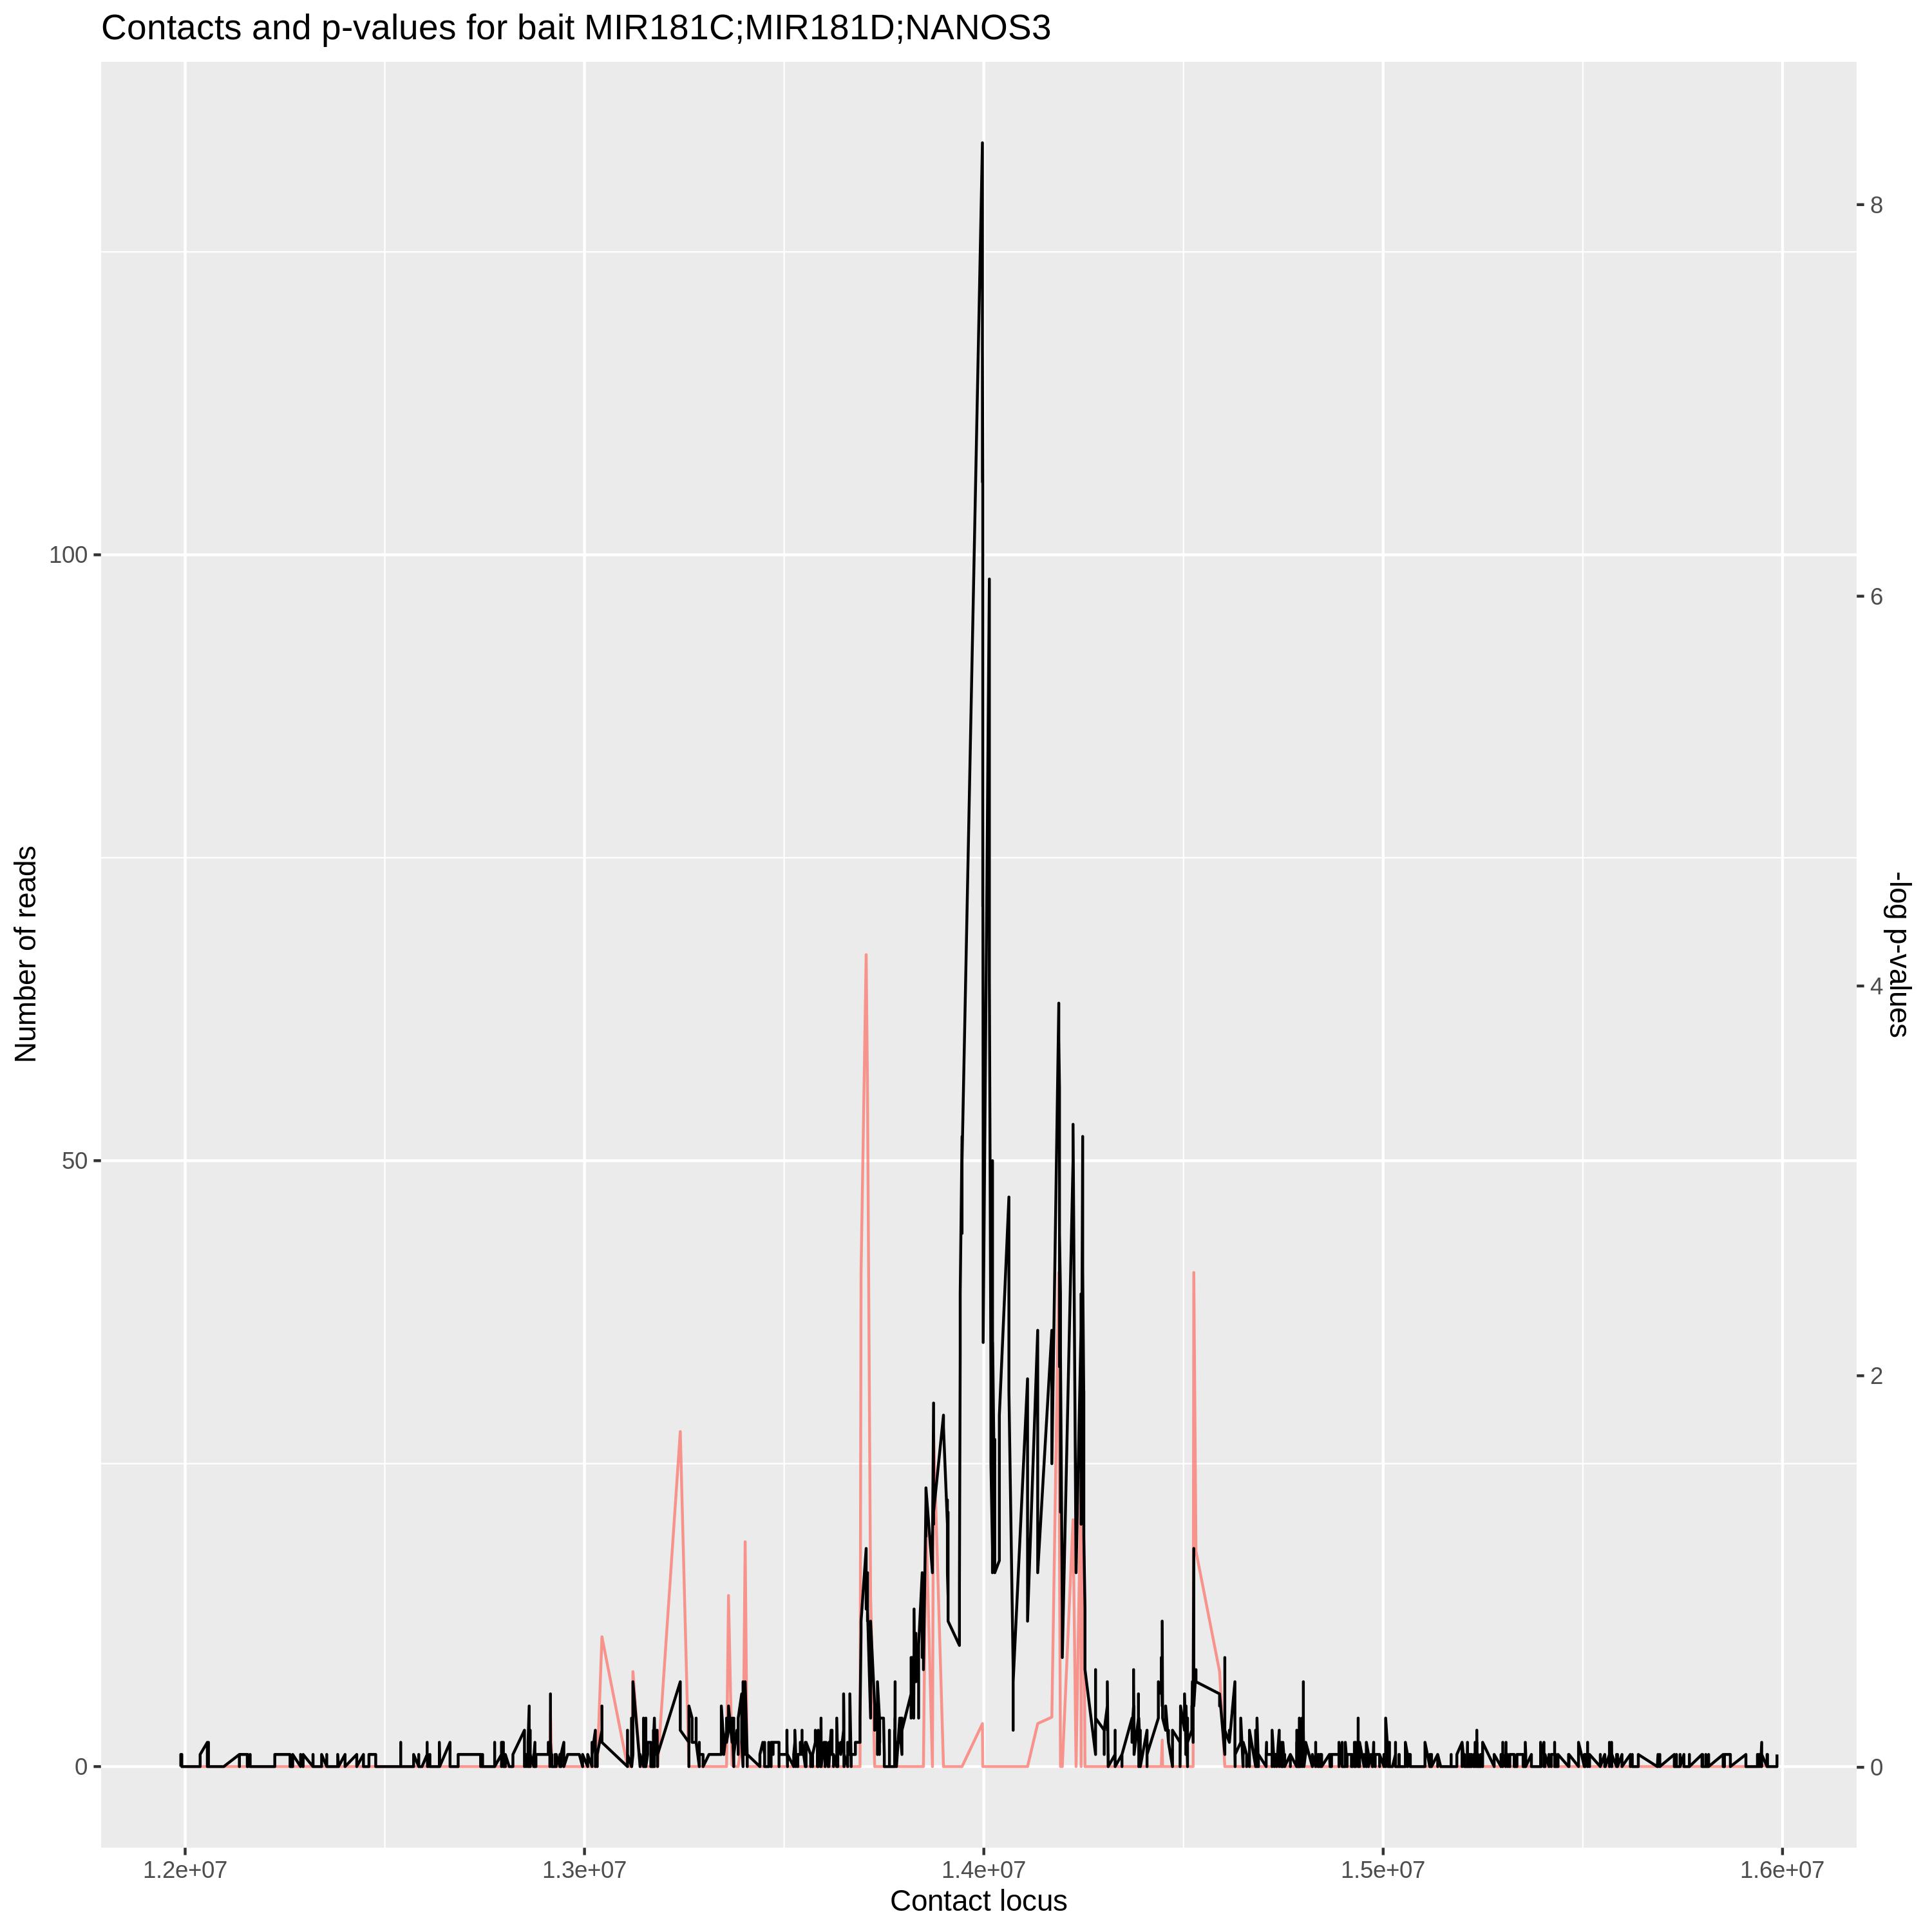 Contacts and p-values for bait MIR181C;MIR181D;NANOS3
8
100
6
Number of reads
-log p-values
4
50
2
0
0
1.2e+07
1.3e+07
1.4e+07
1.5e+07
1.6e+07
Contact locus